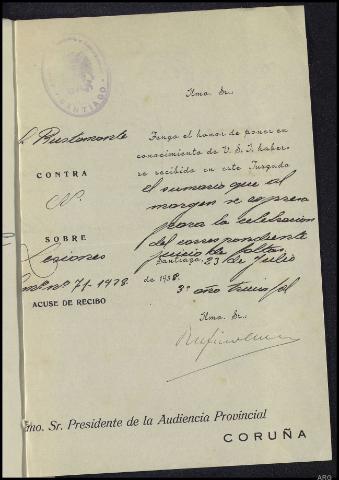 SANTIAGO
Ilmo. Sr.:
Bustamante
Tengo el honor de poner en
conocimiento de V.S.I. haber-
se recibido en este Juzgado
CONTRA
el sumario que al
margen se expresa
para la celebración
SOBRE
del correspondiente
juicio de faltas
Lesiones
Santiago, 23 de Julio
nº 71-1938.
de 1938.
ACUSE DE RECIBO
3º año triunfal
Ilmo. Sr.:
mo. Sr. Presidente de la Audiencia Provincial
CORUÑA
ARG